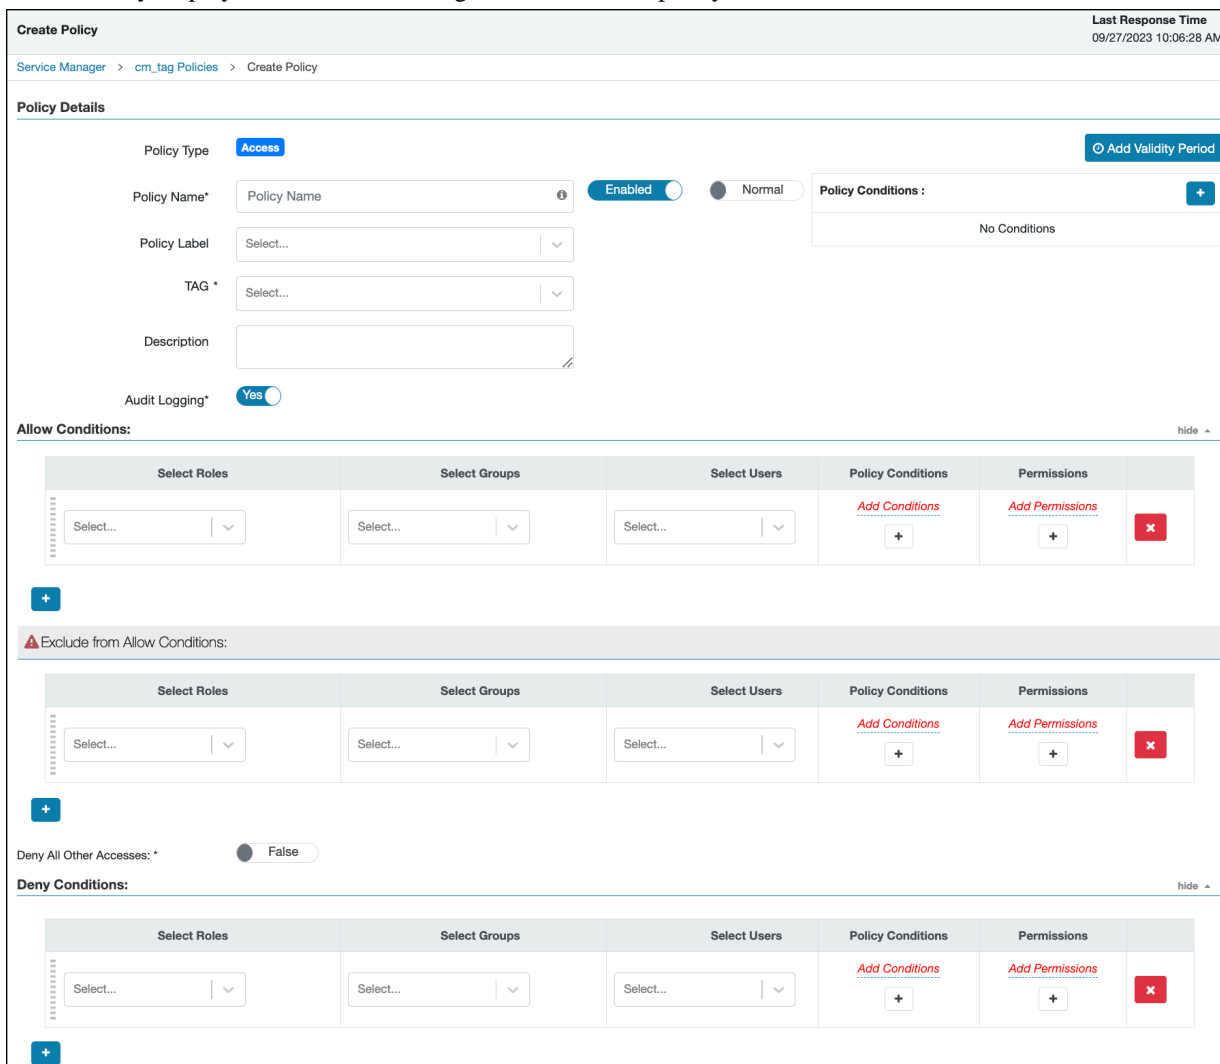 Create Policy
Last Response Time
09/27/2023 10:06:28 AM
Service Manager > cm_tag Policies > Create Policy
Policy Details
Policy Type Access Add Validity Period
Policy Name* Policy Name Enabled Normal Policy Conditions : +
No Conditions
Policy Label Select...
TAG * Select...
Description
Audit Logging* Yes
Allow Conditions: hide
Select Roles Select Groups Select Users Policy Conditions Permissions
Add Conditions Add Permissions
Select... Select... Select... + + x
+
Exclude from Allow Conditions:
Select Roles Select Groups Select Users Policy Conditions Permissions
Add Conditions Add Permissions
Select... Select... Select... + + x
+
Deny All Other Accesses: * False
Deny Conditions: hide
Select Roles Select Groups Select Users Policy Conditions Permissions
Add Conditions Add Permissions
Select... Select... Select... + + x
+